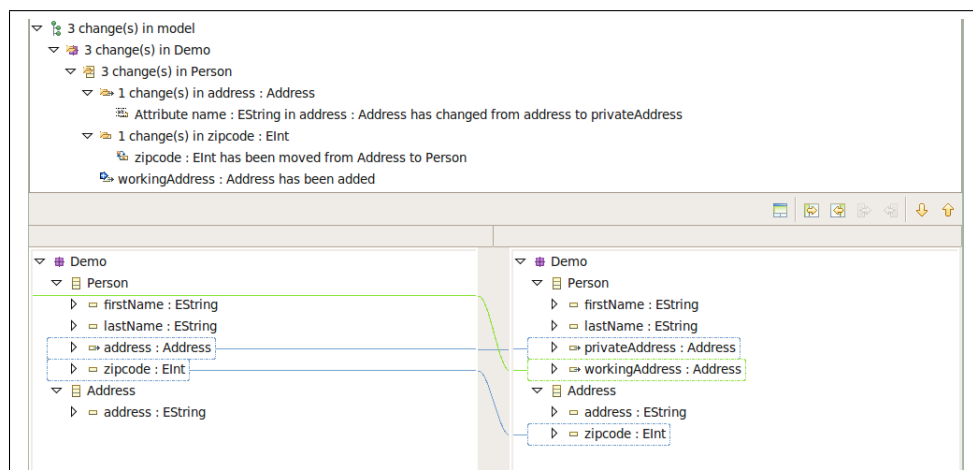 3 change(s) in model
3 change(s) in Demo
3 change(s) in Person
1 change(s) in address : Address
Attribute name : EString in address : Address has changed from address to privateAddress
1 change(s) in zipcode : EInt
zipcode : EInt has been moved from Address to Person
workingAddress : Address has been added
Demo
Person
firstName : EString
lastName : EString
address : Address
zipcode : EInt
Address
address : EString
Demo
Person
firstName : EString
lastName : EString
privateAddress : Address
workingAddress : Address
Address
address : EString
zipcode : EInt